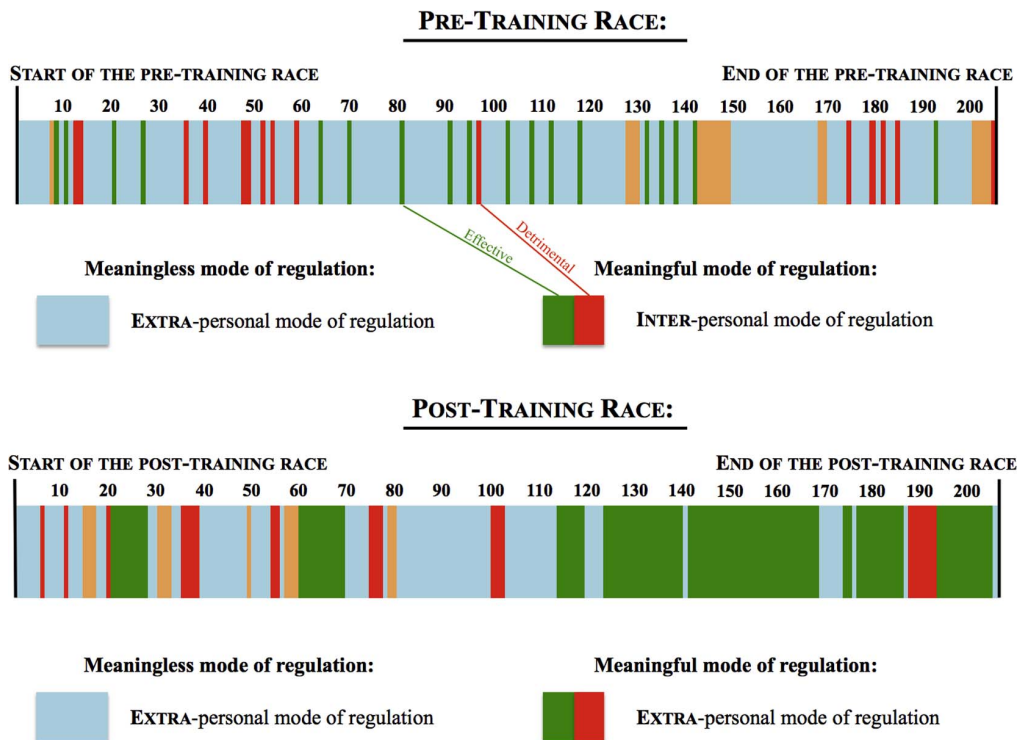 PRE-TRAINING RACE:
START OF THE PRE-TRAINING RACE
END OF THE PRE-TRAINING RACE
10 20 30 40 50 60 70 80 90 100 110 120 130 140 150 160 170 180 190 200
Effective
Detrimental
Meaningless mode of regulation:
Meaningful mode of regulation:
EXTRA-personal mode of regulation
INTER-personal mode of regulation
POST-TRAINING RACE:
START OF THE POST-TRAINING RACE
END OF THE POST-TRAINING RACE
10 20 30 40 50 60 70 80 90 100 110 120 130 140 150 160 170 180 190 200
Meaningless mode of regulation:
Meaningful mode of regulation:
EXTRA-personal mode of regulation
EXTRA-personal mode of regulation